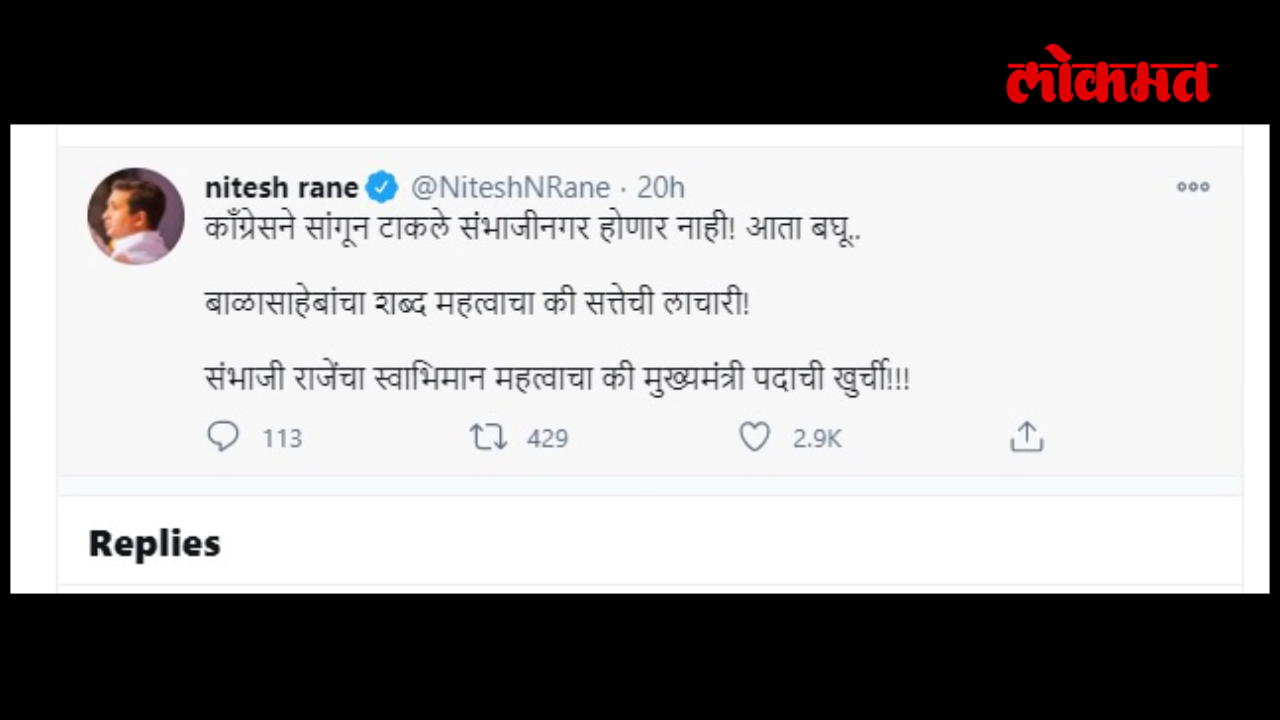 लोकमत
nitesh rane @NiteshNRane · 20h
काँग्रेसने सांगून टाकले संभाजीनगर होणार नाही! आता बघू..
बाळासाहेबांचा शब्द महत्वाचा की सत्तेची लाचारी!
संभाजी राजेंचा स्वाभिमान महत्वाचा की मुख्यमंत्री पदाची खुर्ची!!!
113 429 2.9K
Replies